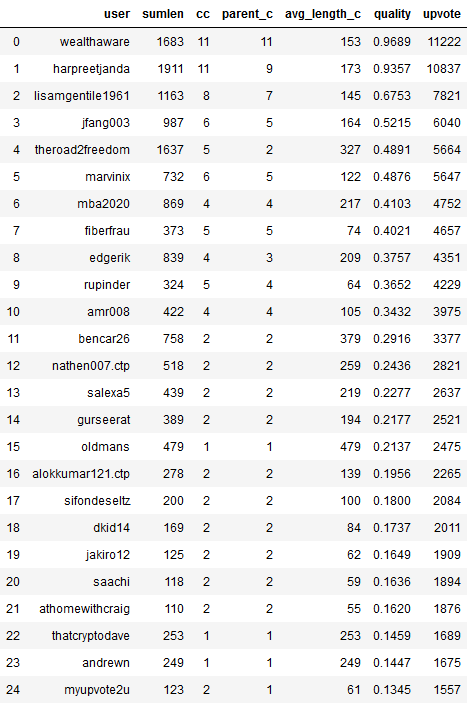 user sumlen cc parent_c avg_length_c quality upvote
0 wealthaware 1683 11 11 153 0.9689 11222
1 harpreetjanda 1911 11 9 173 0.9357 10837
2 lisamgentile1961 1163 8 7 145 0.6753 7821
3 jfang003 987 6 5 164 0.5215 6040
4 theroad2freedom 1637 5 2 327 0.4891 5664
5 marvinix 732 6 5 122 0.4876 5647
6 mba2020 869 4 4 217 0.4103 4752
7 fiberfrau 373 5 5 74 0.4021 4657
8 edgerik 839 4 3 209 0.3757 4351
9 rupinder 324 5 4 64 0.3652 4229
10 amr008 422 4 4 105 0.3432 3975
11 bencar26 758 2 2 379 0.2916 3377
12 nathen007.ctp 518 2 2 259 0.2436 2821
13 salexa5 439 2 2 219 0.2277 2637
14 gurseerat 389 2 2 194 0.2177 2521
15 oldmans 479 1 1 479 0.2137 2475
16 alokkumar121.ctp 278 2 2 139 0.1956 2265
17 sifondeseltz 200 2 2 100 0.1800 2084
18 dkid14 169 2 2 84 0.1737 2011
19 jakiro12 125 2 2 62 0.1649 1909
20 saachi 118 2 2 59 0.1636 1894
21 athomewithcraig 110 2 2 55 0.1620 1876
22 thatcryptodave 253 1 1 253 0.1459 1689
23 andrewn 249 1 1 249 0.1447 1675
24 myupvote2u 123 2 1 61 0.1345 1557